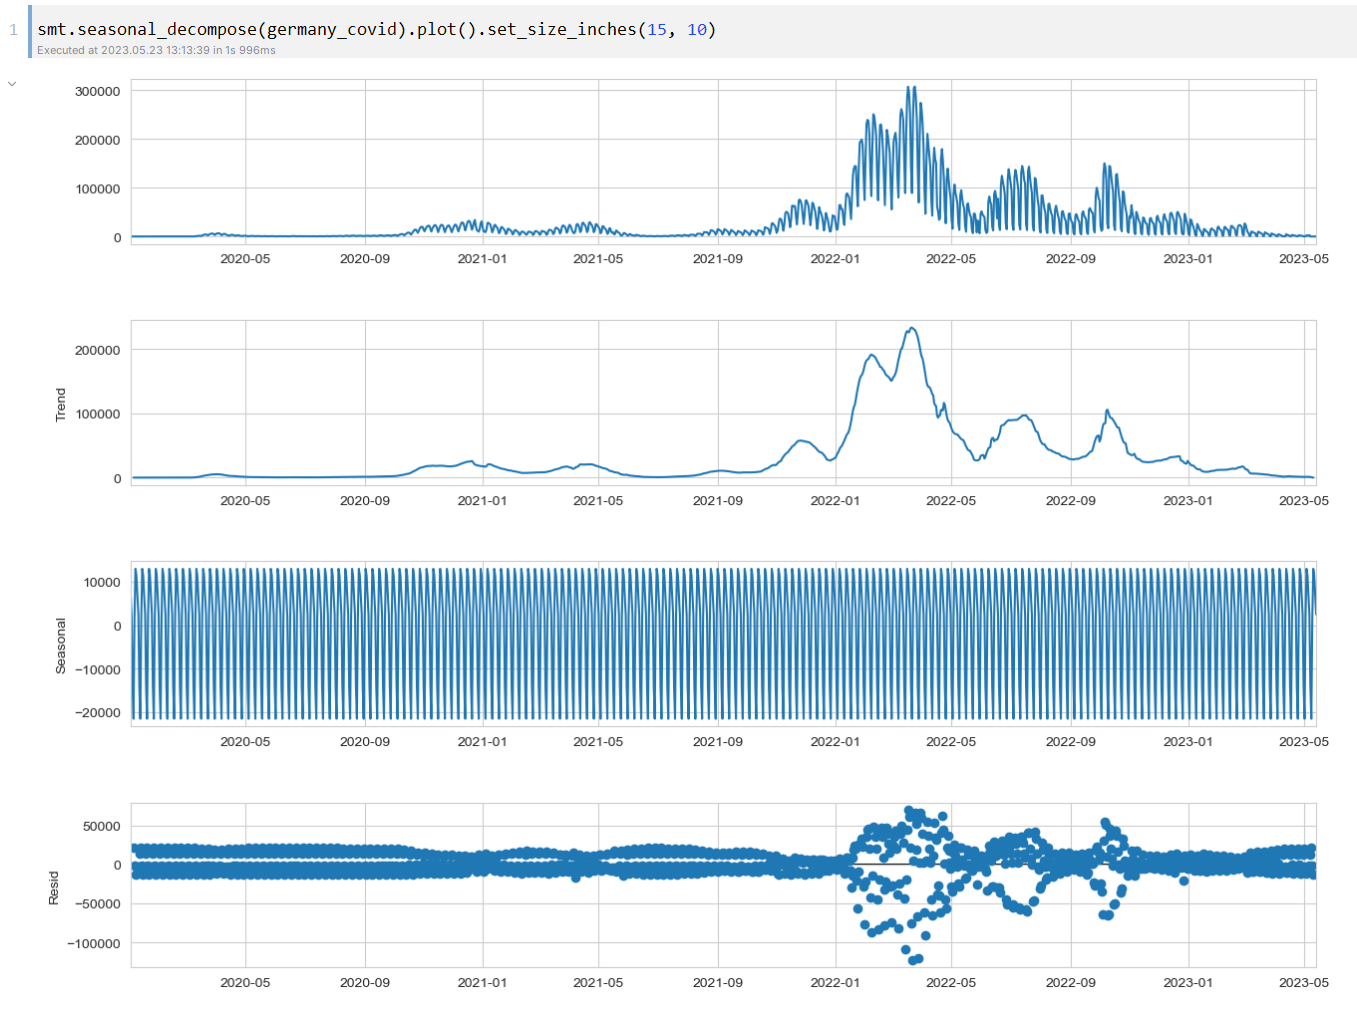 1 smt.seasonal_decompose(germany_covid).plot().set_size_inches(15, 10)
Executed at 2023.05.23 13:13:39 in 1s 996ms
300000
200000
100000
0
2020-05 2020-09 2021-01 2021-05 2021-09 2022-01 2022-05 2022-09 2023-01 2023-05
Trend
200000
100000
0
2020-05 2020-09 2021-01 2021-05 2021-09 2022-01 2022-05 2022-09 2023-01 2023-05
Seasonal
10000
0
−10000
−20000
2020-05 2020-09 2021-01 2021-05 2021-09 2022-01 2022-05 2022-09 2023-01 2023-05
Resid
50000
0
−50000
−100000
2020-05 2020-09 2021-01 2021-05 2021-09 2022-01 2022-05 2022-09 2023-01 2023-05